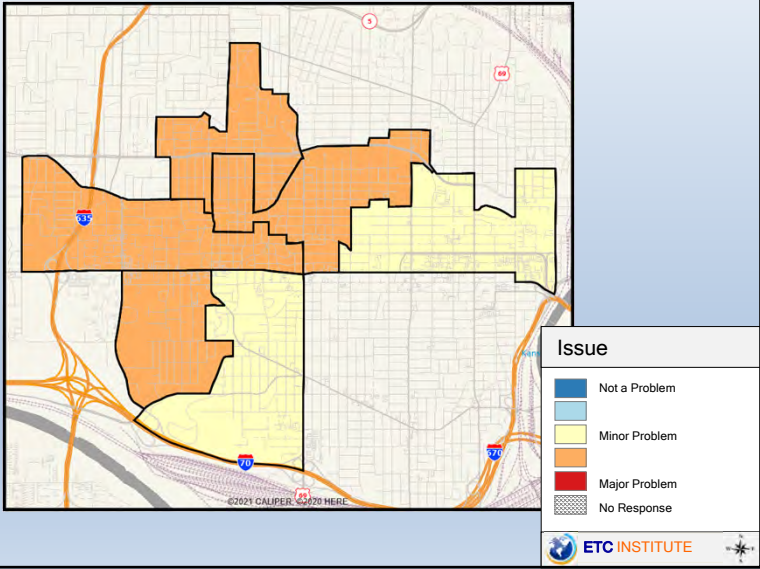 5
69
635
Issue
Not a Problem
Minor Problem
Major Problem
No Response
70
670
©2021 CALIPER; ©2020 HERE
ETC INSTITUTE